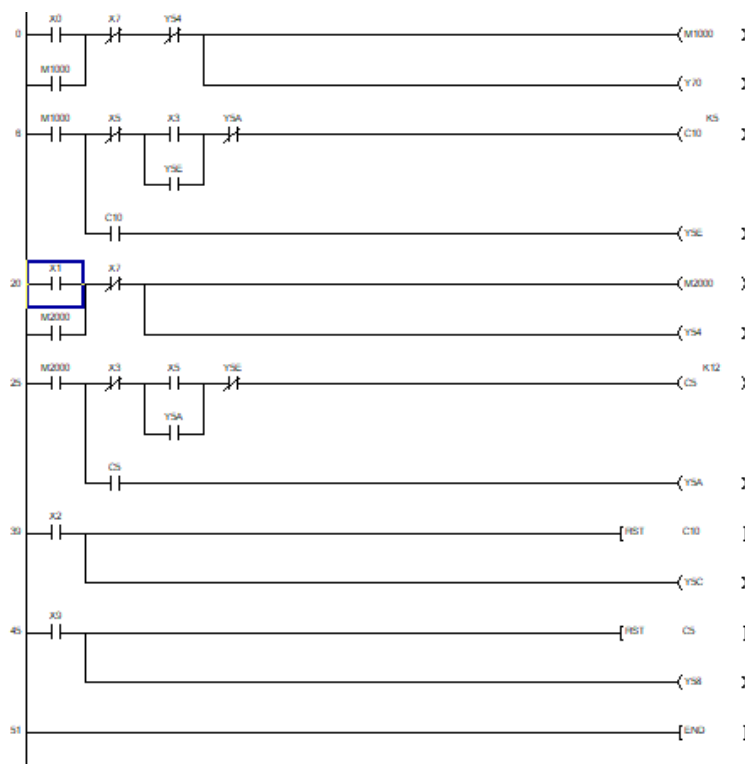 X0 X7 Y54
0 M1000
M1000
Y70
M1000 X5 X3 Y5A K5
6 C10
Y5E
C10
Y5E
X1 X7
20 M2000
M2000
Y54
M2000 X3 X5 Y5E K12
25 C5
Y5A
C5
Y5A
X2
39 RST C10
Y5C
X9
45 RST C5
Y58
51 END